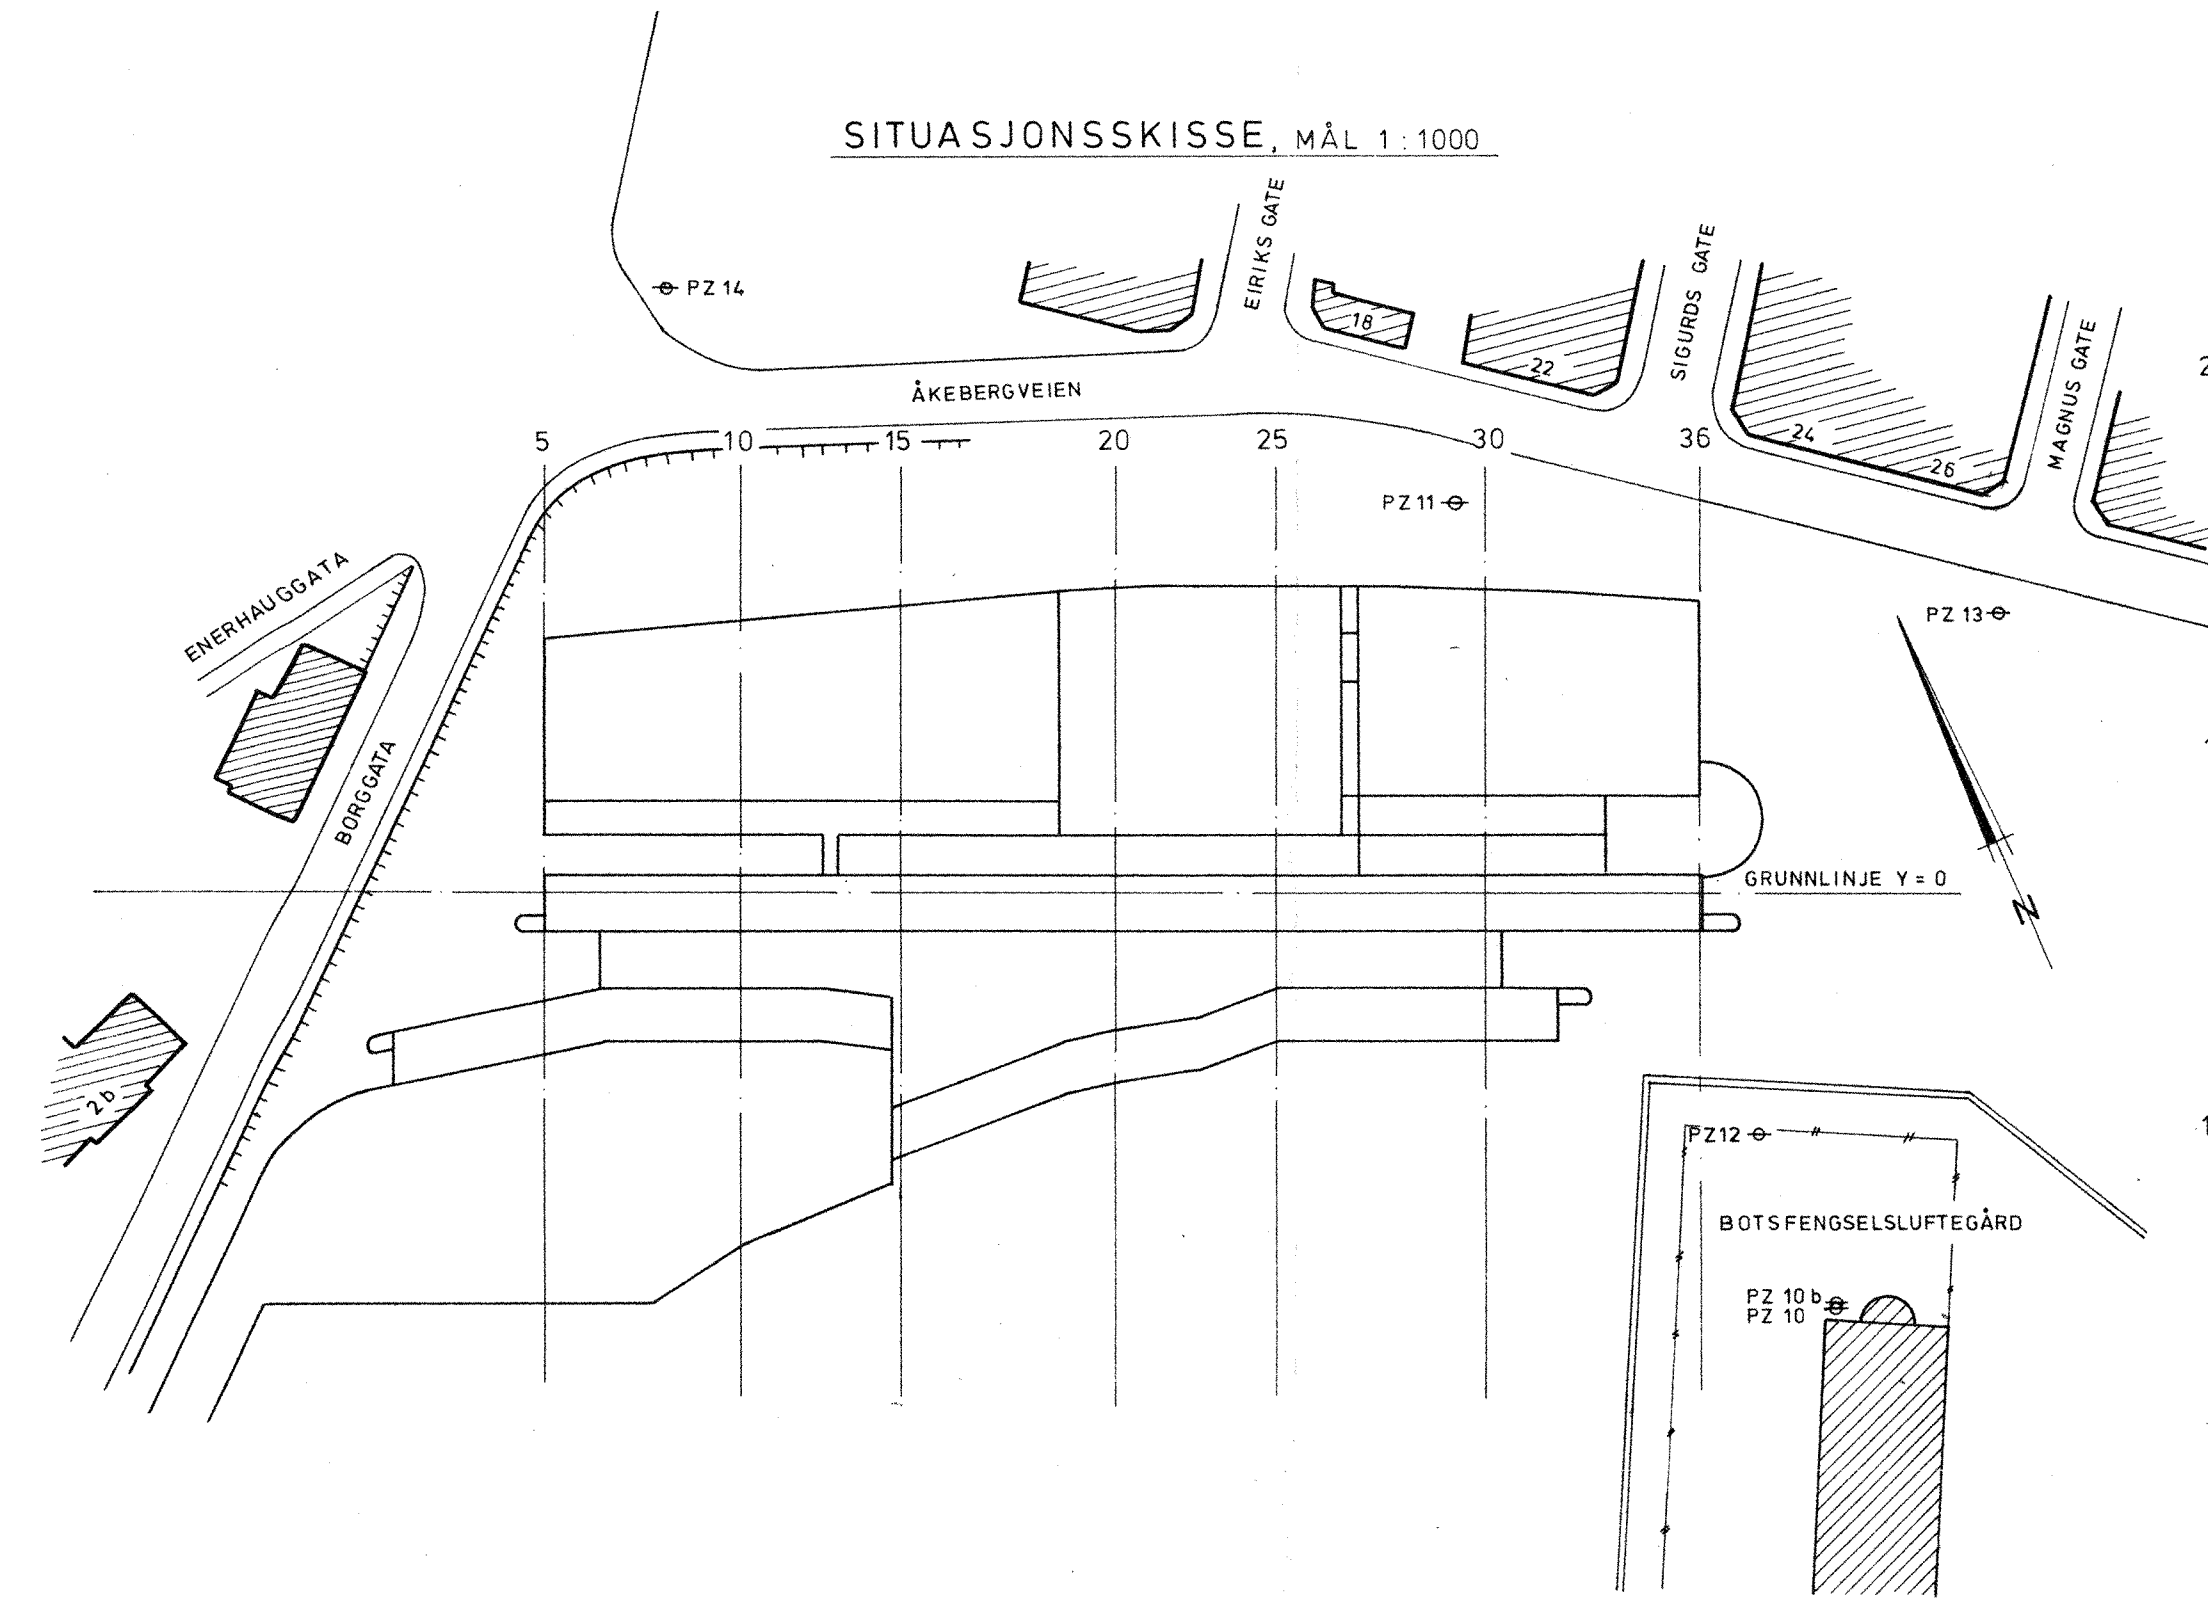 SITUASJONSSKISSE, MÅL 1:1000
EIRIKS GATE
SIGURDS GATE
MAGNUS GATE
PZ 14
18
22
24
26
ÅKEBERGVEIEN
5 10 15 20 25 30 36
PZ 11
ENERHAUGGATA
PZ 13
BORGGATA
GRUNNLINJE Y = 0
N
2b
PZ12
BOTSFENGSELSLUFTEGÅRD
PZ 10 b
PZ 10